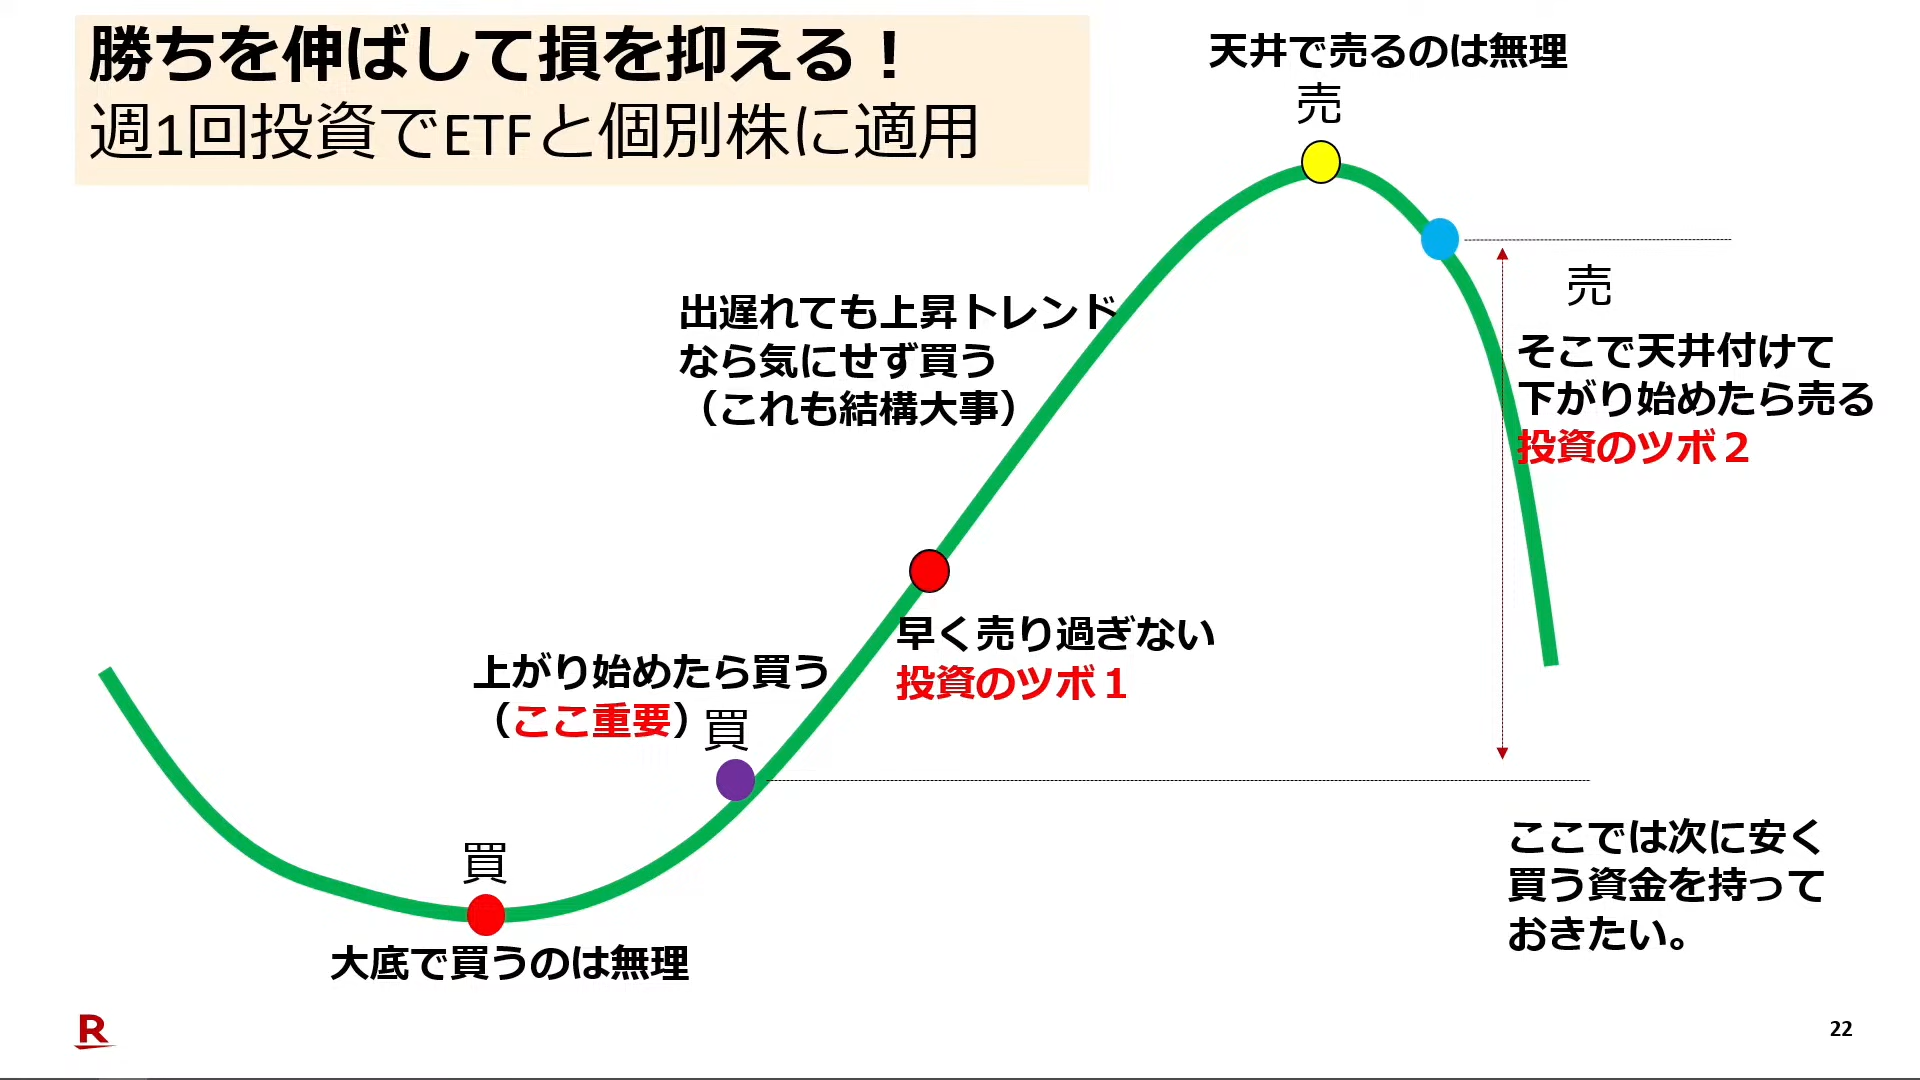 勝ちを伸ばして損を抑える！
週1回投資でETFと個別株に適用
天井で売るのは無理
売
売
そこで天井付けて
下がり始めたら売る
投資のツボ２
出遅れても上昇トレンド
なら気にせず買う
（これも結構大事）
早く売り過ぎない
投資のツボ１
上がり始めたら買う
（ここ重要）
買
買
大底で買うのは無理
ここでは次に安く
買う資金を持って
おきたい。
R
22